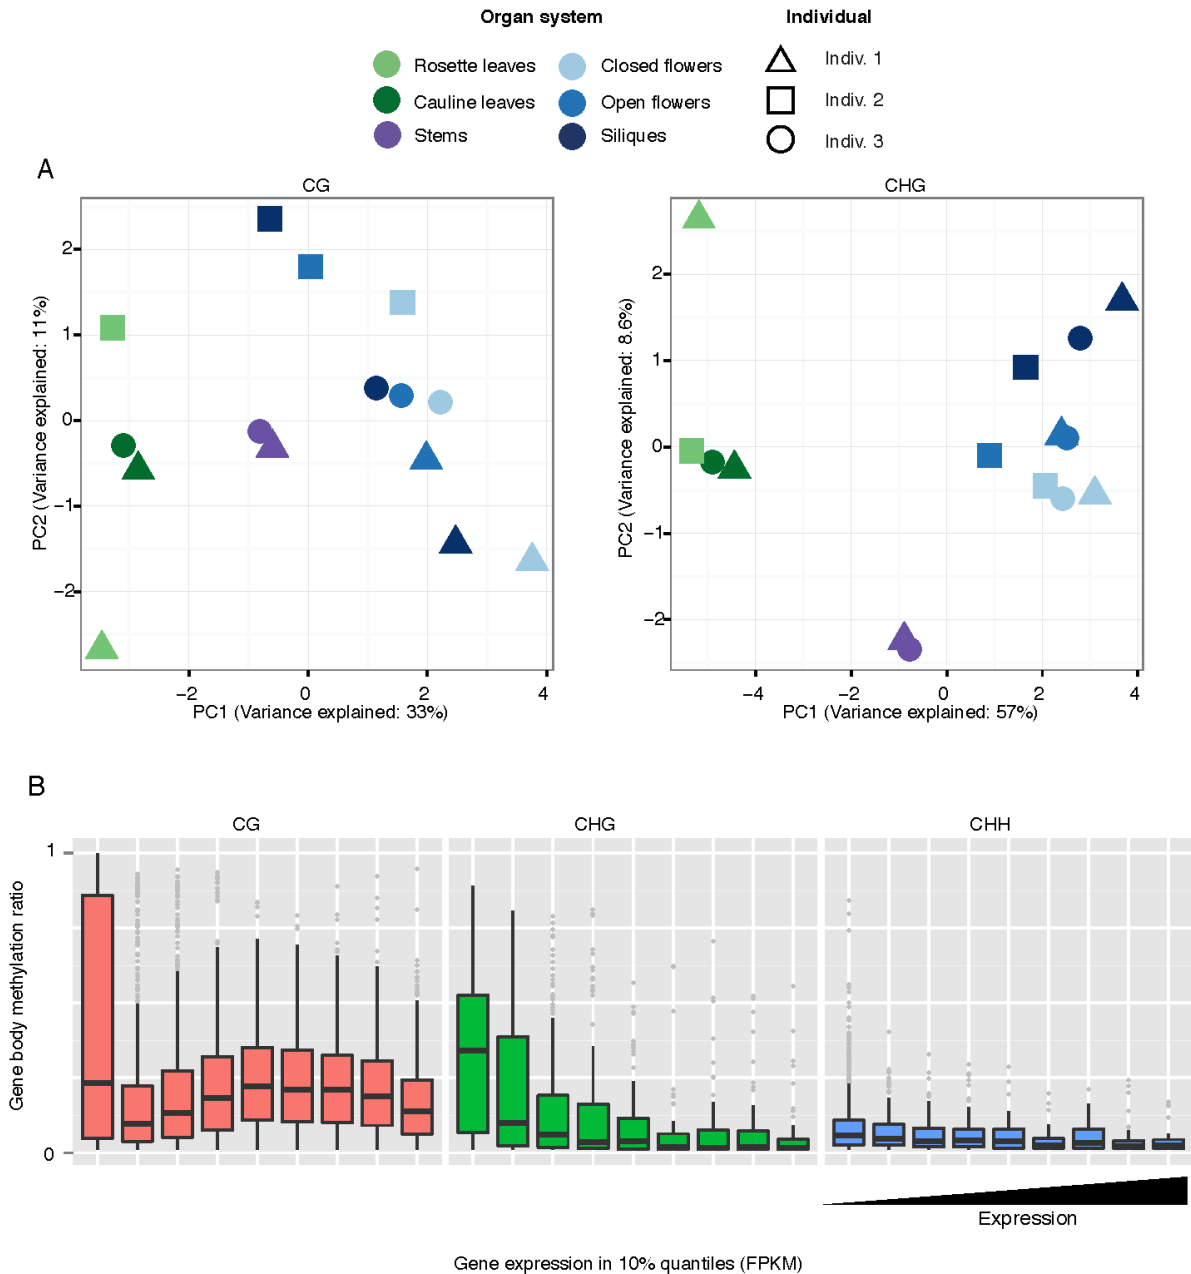 Organ system
Individual
Rosette leaves
Closed flowers
Indiv. 1
Cauline leaves
Open flowers
Indiv. 2
Stems
Siliques
Indiv. 3
A
CG
CHG
PC2 (Variance explained: 11%)
2
1
0
−1
−2
−2
0
2
4
PC1 (Variance explained: 33%)
PC2 (Variance explained: 8.6%)
2
1
0
−1
−2
−4
−2
0
2
4
PC1 (Variance explained: 57%)
B
CG
CHG
CHH
Gene body methylation ratio
1
0
Expression
Gene expression in 10% quantiles (FPKM)